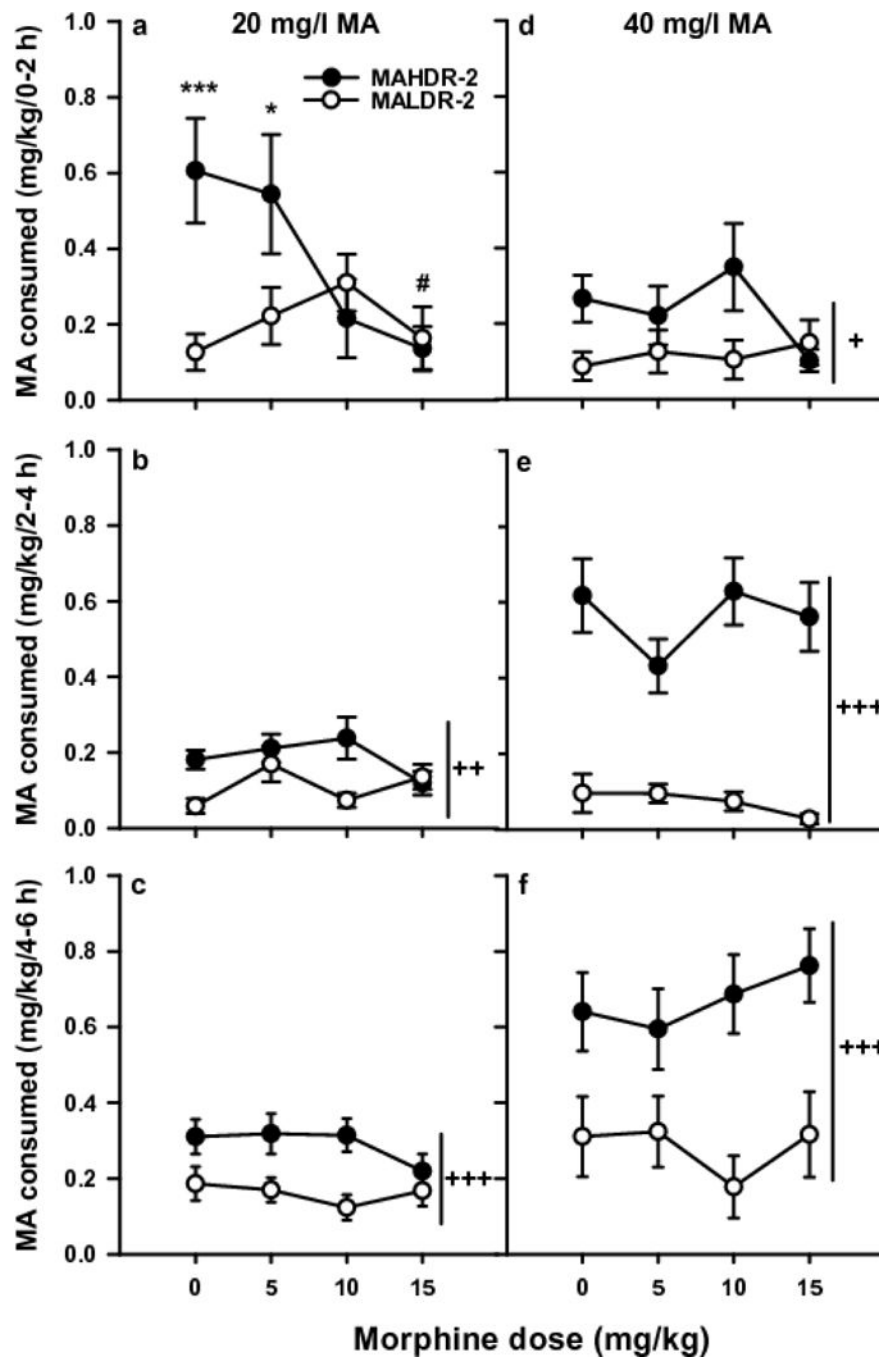 20 mg/l MA
40 mg/l MA
a
MA consumed (mg/kg/0-2 h)
1.0
0.8
0.6
0.4
0.2
0.0
***
*
#
MAHDR-2
MALDR-2
d
+
b
MA consumed (mg/kg/2-4 h)
1.0
0.8
0.6
0.4
0.2
0.0
++
e
+++
c
MA consumed (mg/kg/4-6 h)
1.0
0.8
0.6
0.4
0.2
0.0
+++
f
+++
0 5 10 15
0 5 10 15
Morphine dose (mg/kg)